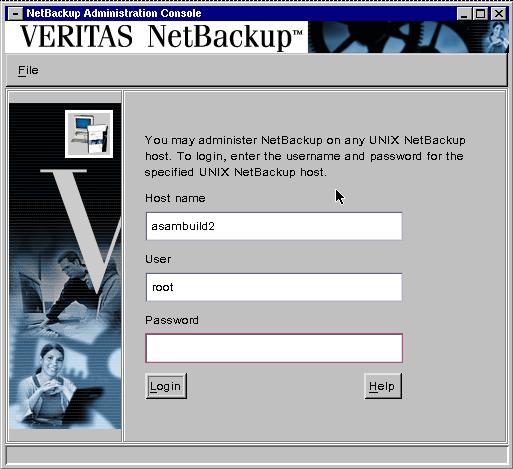 NetBackup Administration Console
VERITAS NetBackup™
File
You may administer NetBackup on any UNIX NetBackup
host. To login, enter the username and password for the
specified UNIX NetBackup host.
Host name
asambuild2
User
root
Password
Login Help
V